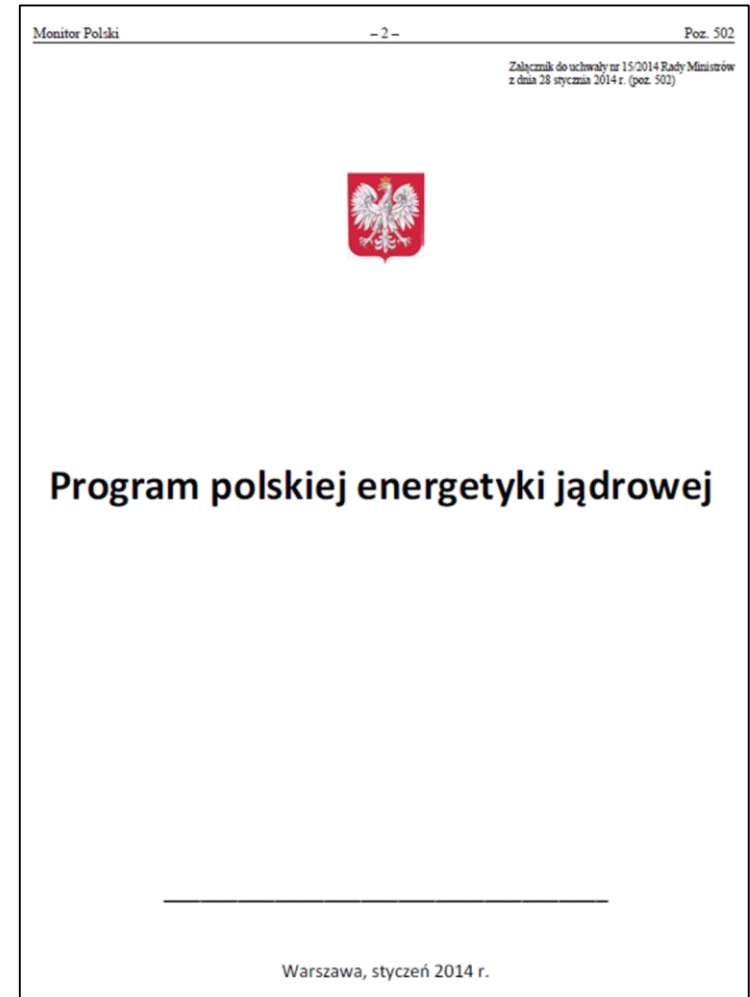 Monitor Polski – 2 – Poz. 502
Załącznik do uchwały nr 15/2014 Rady Ministrów
z dnia 28 stycznia 2014 r. (poz. 502)
Program polskiej energetyki jądrowej
Warszawa, styczeń 2014 r.